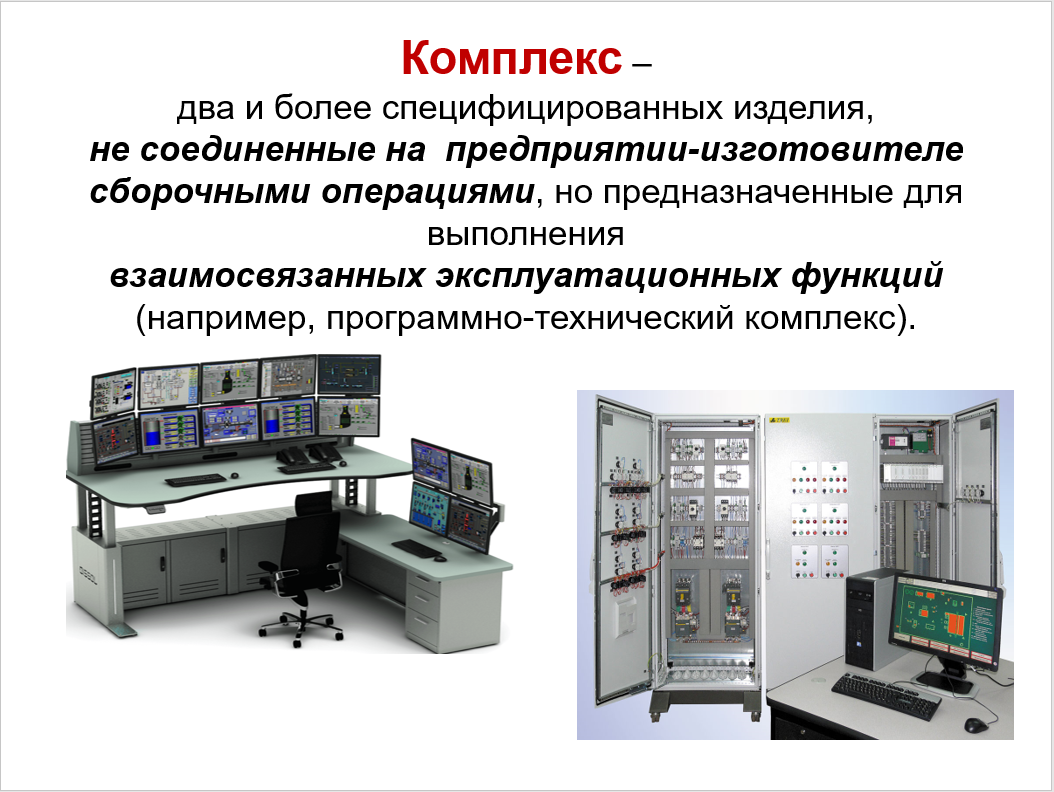 Комплекс –
два и более специфицированных изделия,
не соединенные на предприятии-изготовителе
сборочными операциями, но предназначенные для
выполнения
взаимосвязанных эксплуатационных функций
(например, программно-технический комплекс).